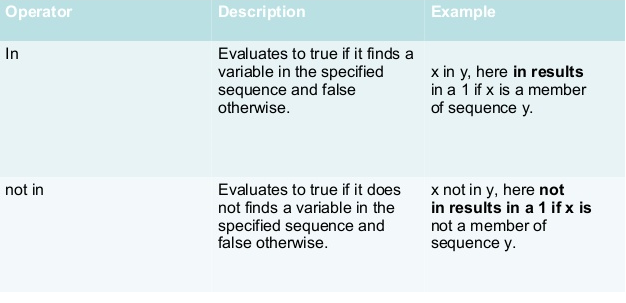 Operator Description Example
In
Evaluates to true if it finds a
variable in the specified
sequence and false
otherwise.
x in y, here in results
in a 1 if x is a member
of sequence y.
not in
Evaluates to true if it does
not finds a variable in the
specified sequence and
false otherwise.
x not in y, here not
in results in a 1 if x is
not a member of
sequence y.